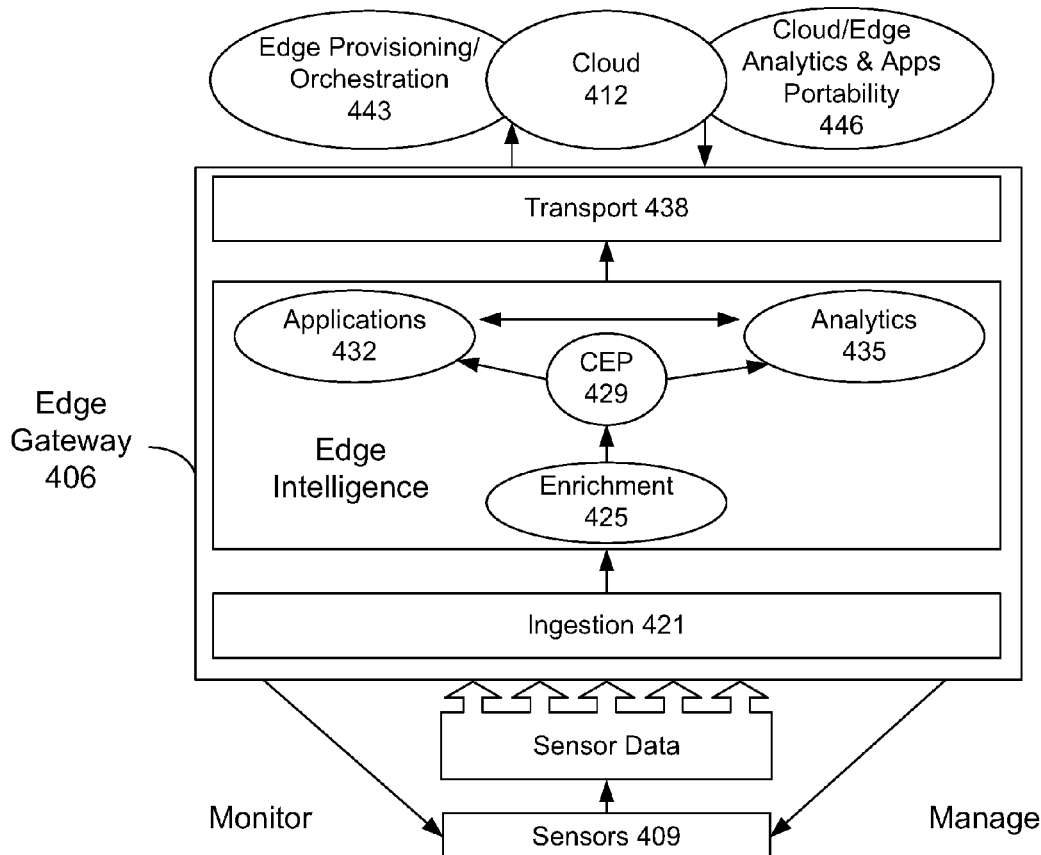 Edge Provisioning/
Orchestration
443
Cloud
412
Cloud/Edge
Analytics & Apps
Portability
446
Transport 438
Applications
432
Analytics
435
CEP
429
Edge
Gateway
406
Edge
Intelligence
Enrichment
425
Ingestion 421
Sensor Data
Monitor
Manage
Sensors 409